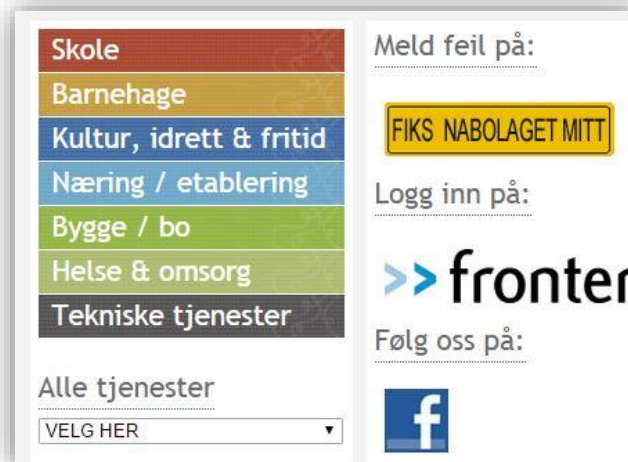 Skole
Barnehage
Kultur, idrett & fritid
Næring / etablering
Bygge / bo
Helse & omsorg
Tekniske tjenester
Alle tjenester
VELG HER
Meld feil på:
FIKS NABOLAGET MITT
Logg inn på:
>> fronter
Følg oss på:
f